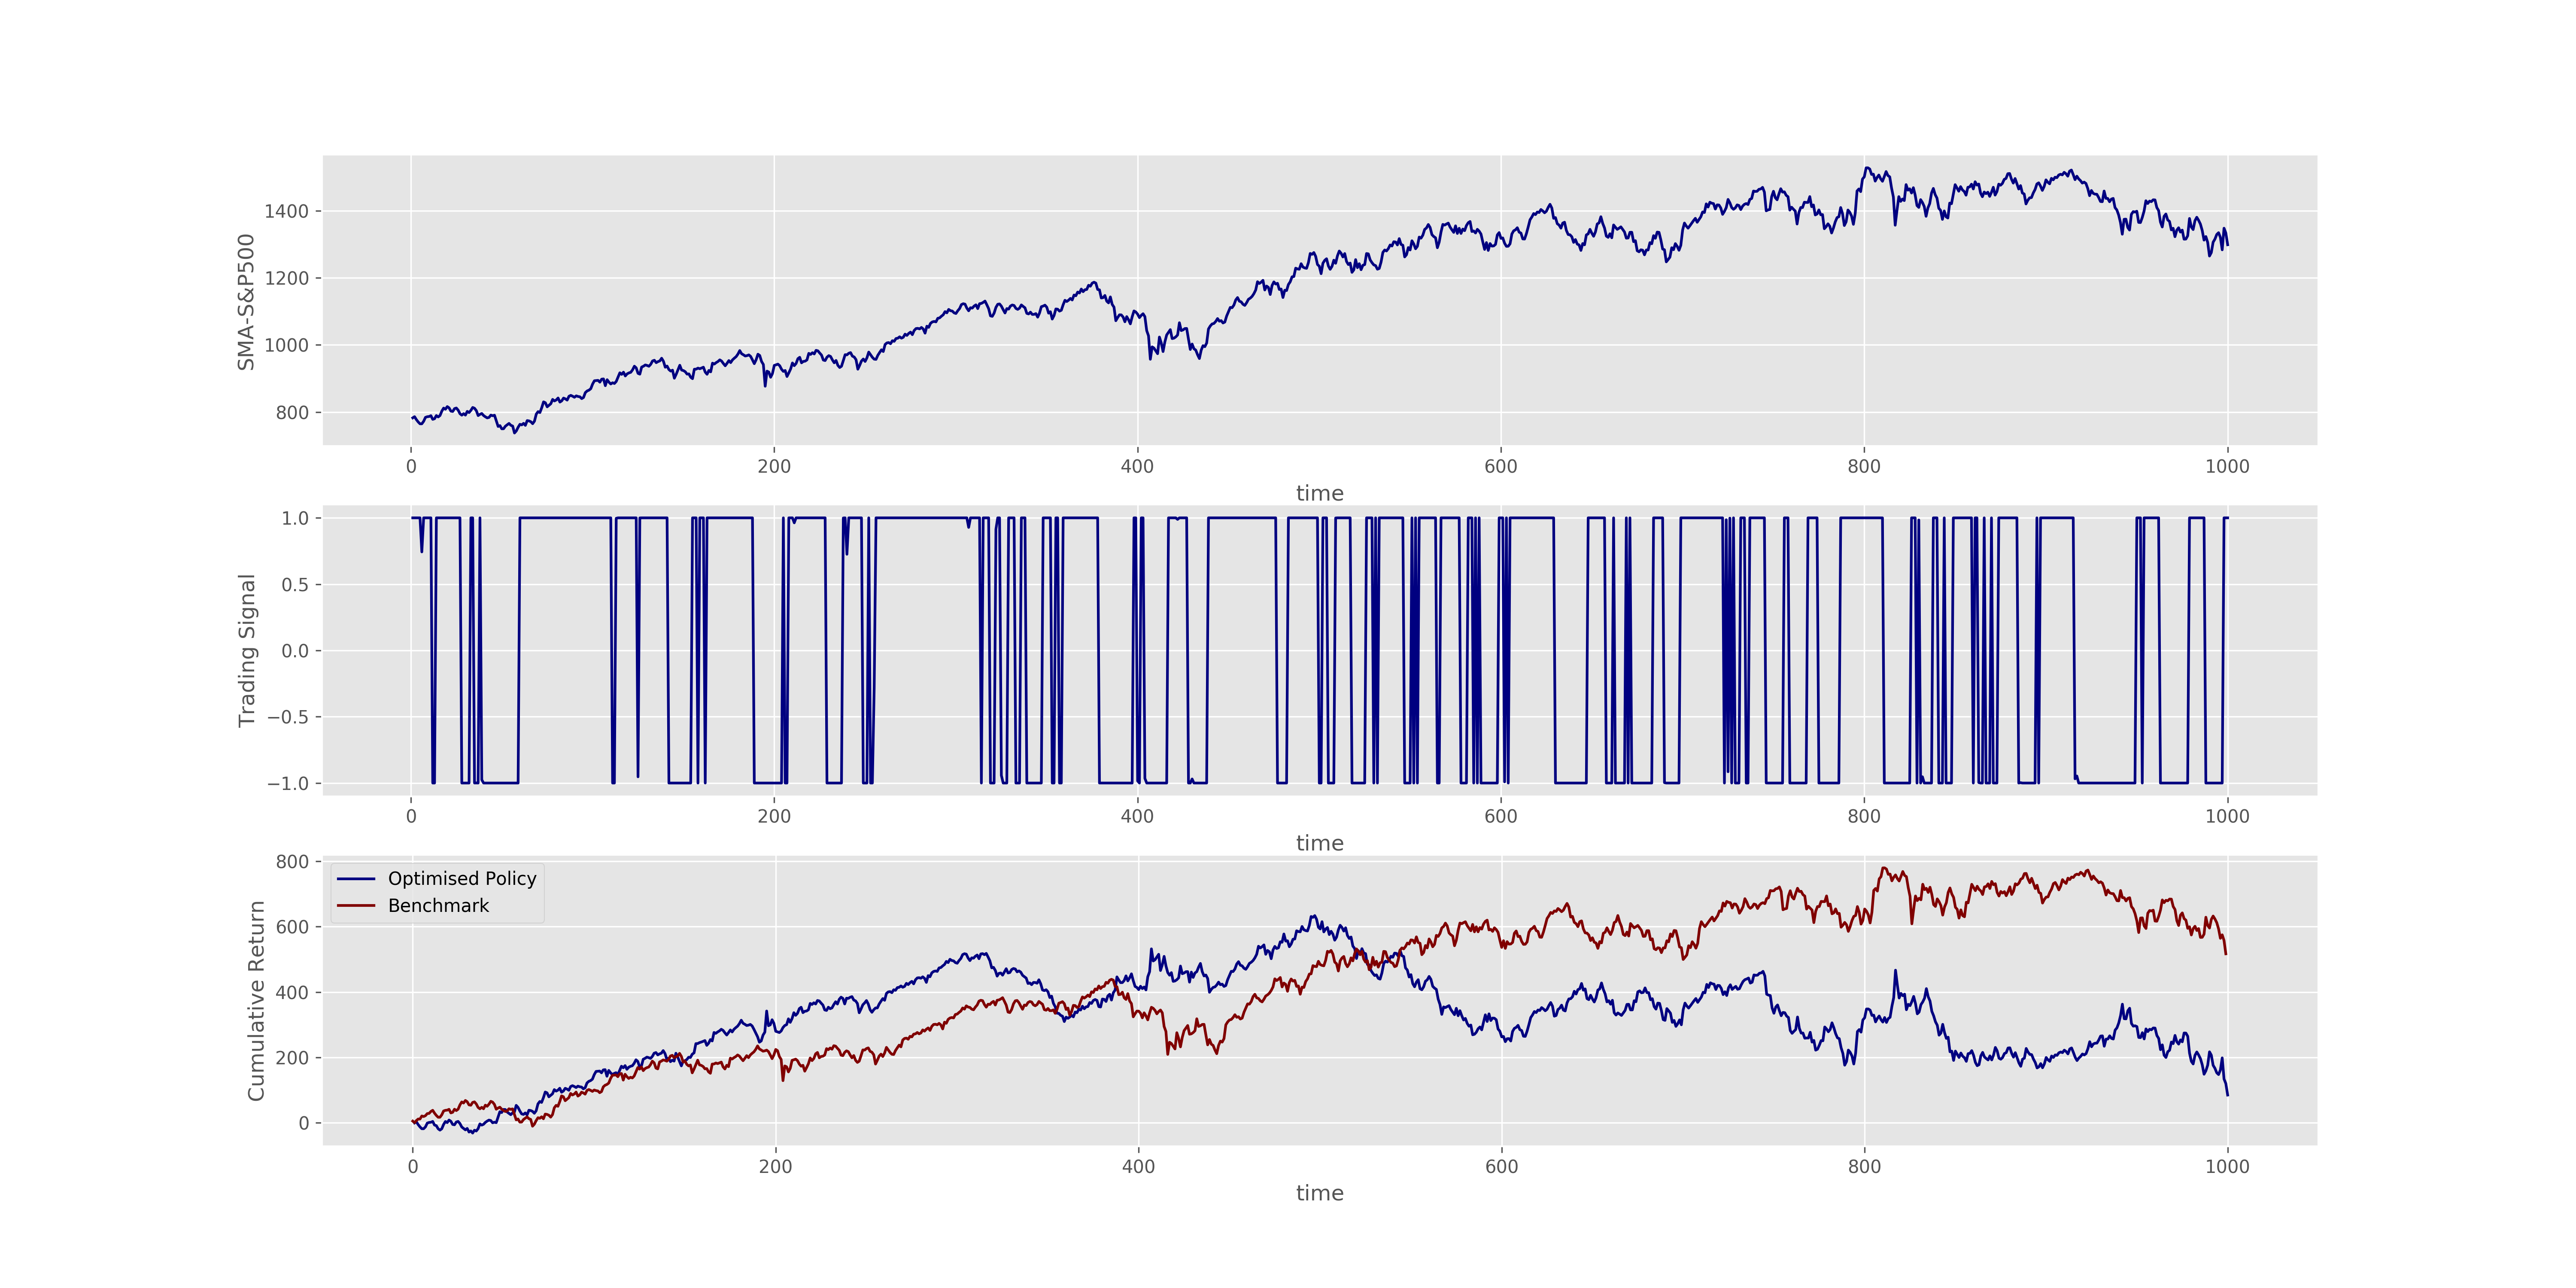 SMA-S&P500
1400
1200
1000
800
0 200 400 600 800 1000
time
Trading Signal
1.0
0.5
0.0
−0.5
−1.0
0 200 400 600 800 1000
time
Cumulative Return
800
600
400
200
0
Optimised Policy
Benchmark
0 200 400 600 800 1000
time